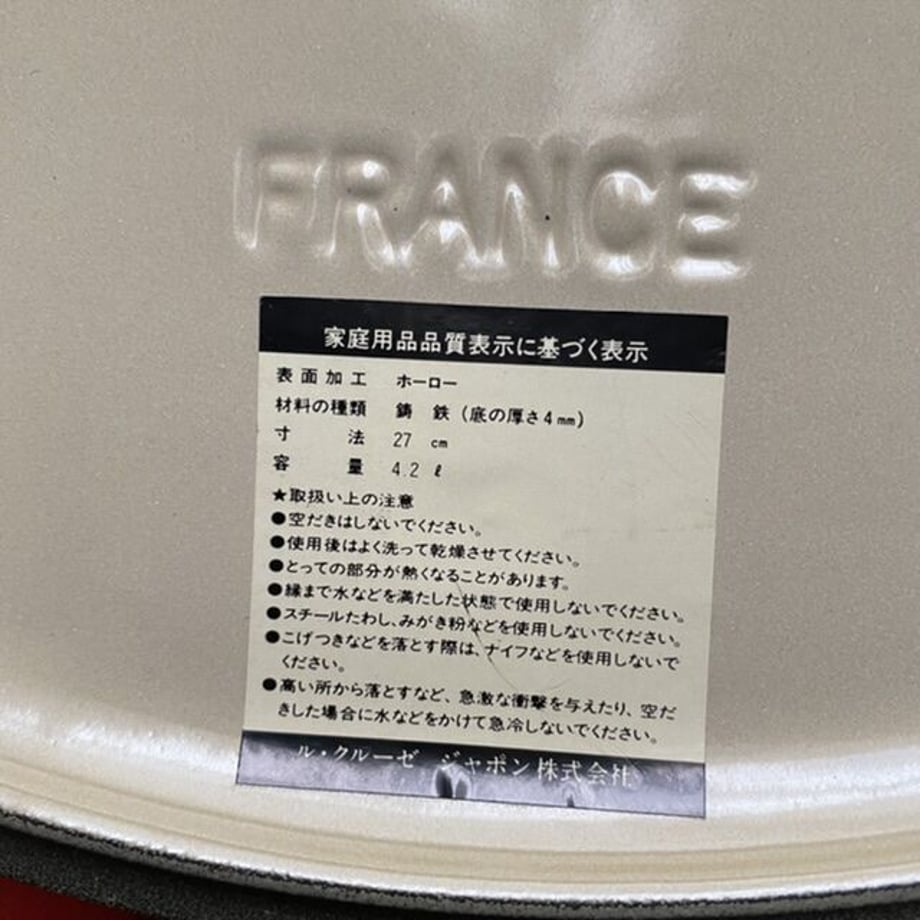 FRANCE
家庭用品品質表示に基づく表示
表面加工 ホーロー
材料の種類 鋳 鉄 (底の厚さ4㎜)
寸 法 27 ㎝
容 量 4.2 ℓ
★取扱い上の注意
●空だきはしないでください。
●使用後はよく洗って乾燥させてください。
●とっての部分が熱くなることがあります。
●縁まで水などを満たした状態で使用しないでください。
●スチールたわし、みがき粉などを使用しないでください。
●こげつきなどを落とす際は、ナイフなどを使用しないで
ください。
●高い所から落とすなど、急激な衝撃を与えたり、空だ
きした場合に水などをかけて急冷しないでください。
ル・クルーゼ ジャポン株式会社